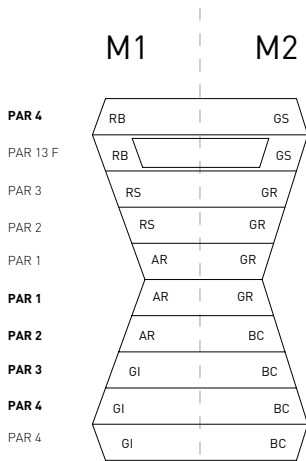 M1 M2
PAR 4 RB GS
PAR 13 F RB GS
PAR 3 RS GR
PAR 2 RS GR
PAR 1 AR GR
PAR 1 AR GR
PAR 2 AR BC
PAR 3 GI BC
PAR 4 GI BC
PAR 4 GI BC